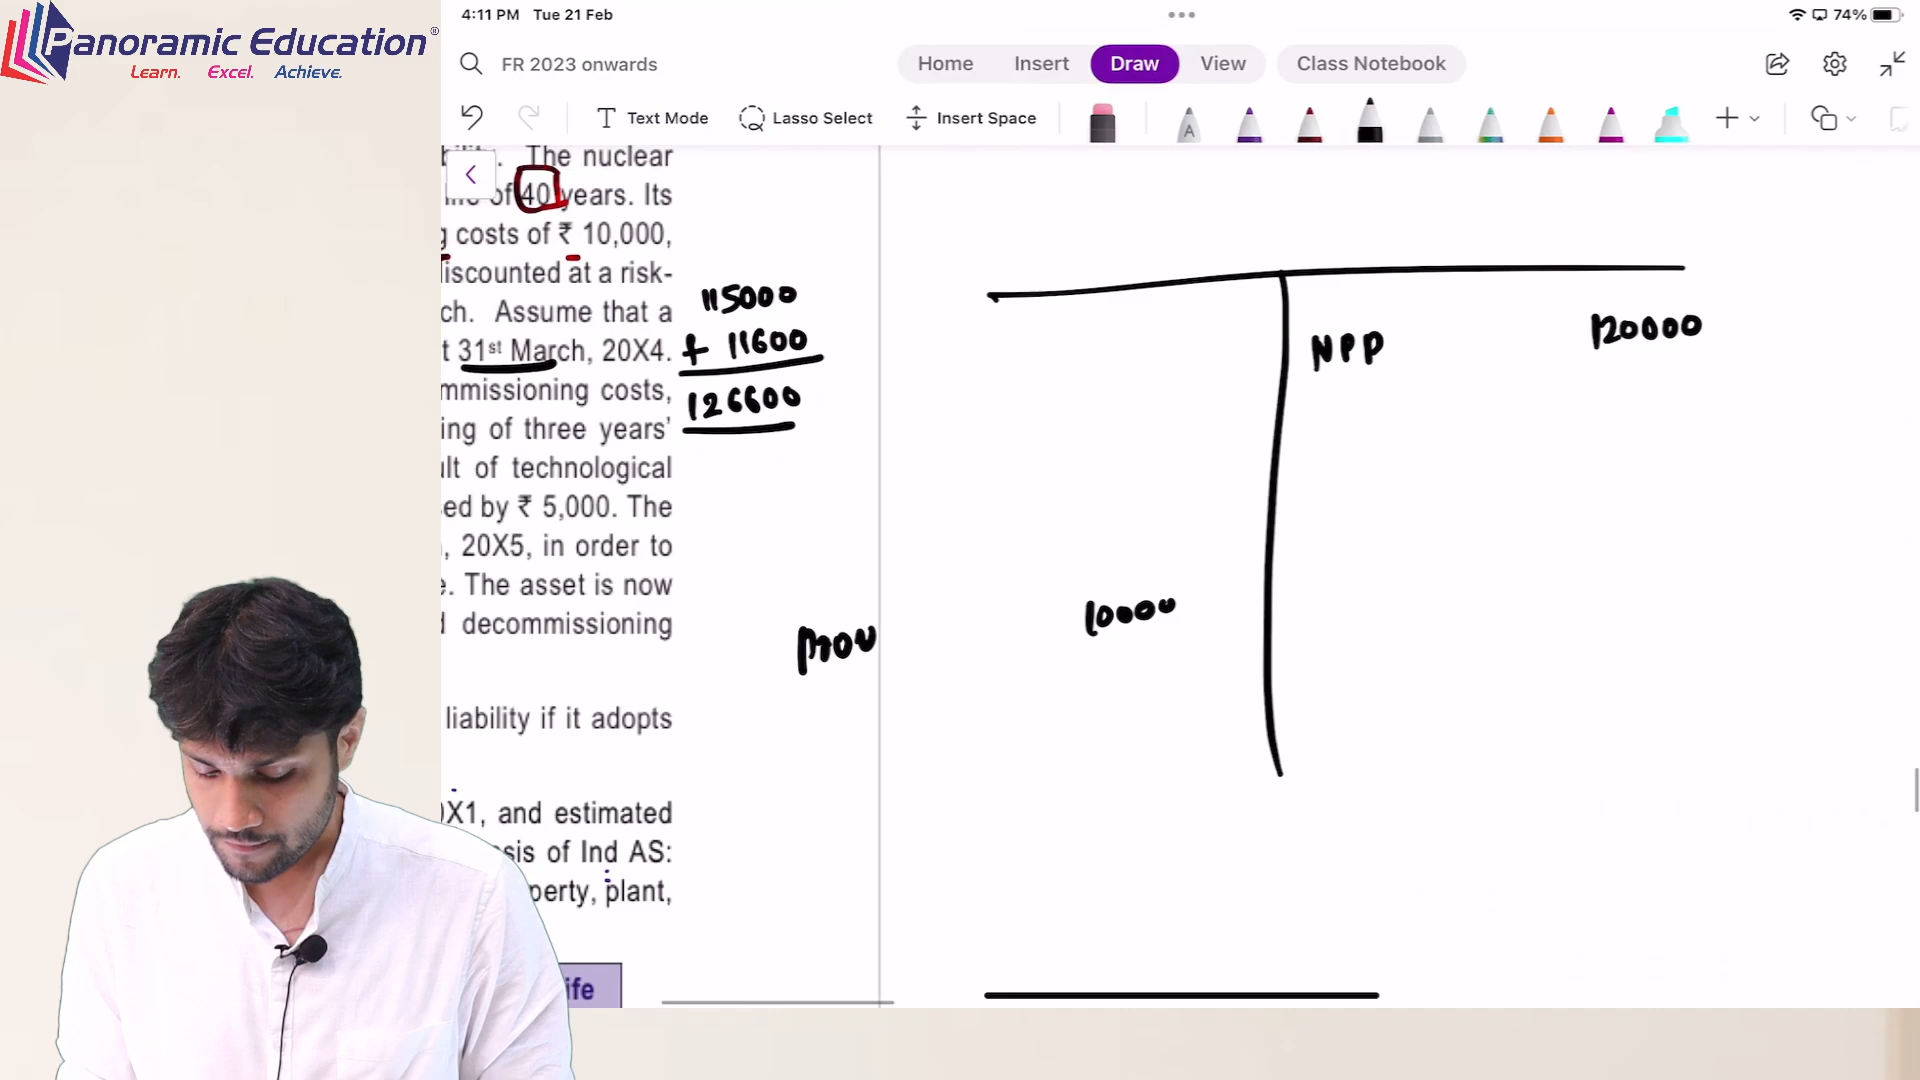 Panoramic Education®
Learn. Excel. Achieve.
4:11 PM Tue 21 Feb
74%
FR 2023 onwards
Home Insert Draw View Class Notebook
Text Mode Lasso Select Insert Space
A
The nuclear
of 40 years. Its
costs of ₹ 10,000,
iscounted at a risk-
ch. Assume that a
31st March, 20X4.
mmissioning costs,
ing of three years’
ult of technological
ed by ₹ 5,000. The
, 20X5, in order to
. The asset is now
decommissioning
liability if it adopts
X1, and estimated
sis of Ind AS:
perty, plant,
ife
115000
+ 11600
126600
Prov
10000
NPP
120000